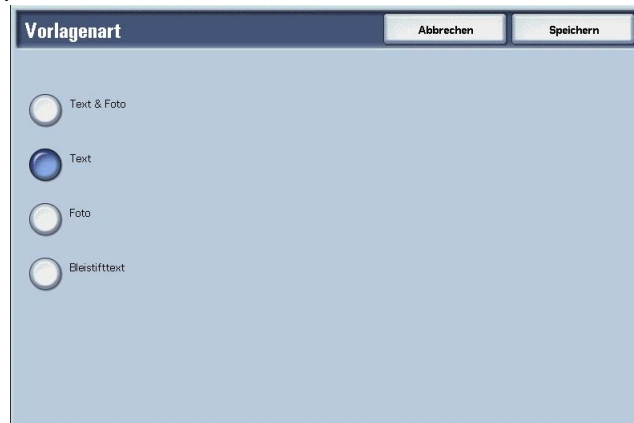 Vorlagenart
Abbrechen
Speichern
Text & Foto
Text
Foto
Bleistifttext